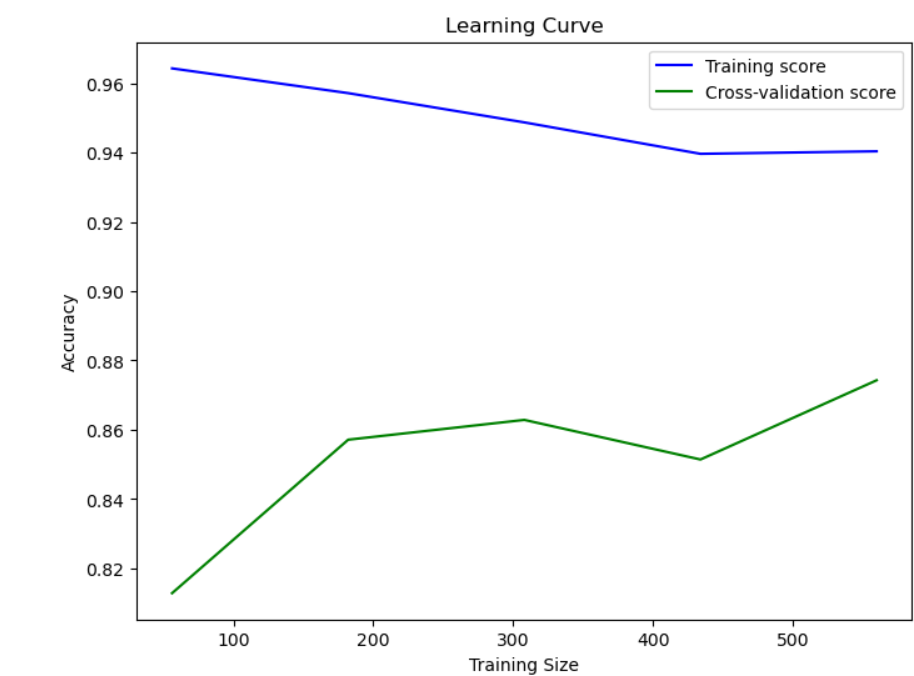 Learning Curve
Training score
Cross-validation score
0.96
0.94
0.92
0.90
0.88
0.86
0.84
0.82
Accuracy
100 200 300 400 500
Training Size